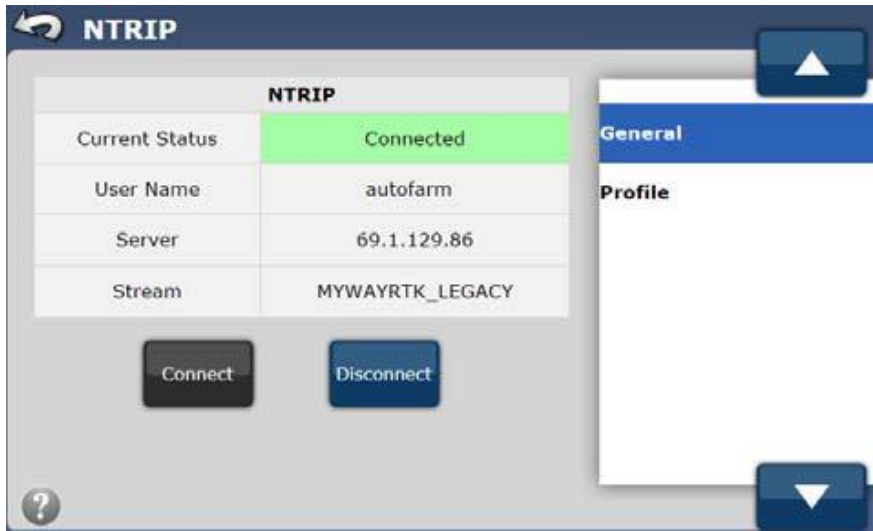 NTRIP
NTRIP
Current Status Connected
User Name autofarm
Server 69.1.129.86
Stream MYWAYRTK_LEGACY
Connect Disconnect
General
Profile
?